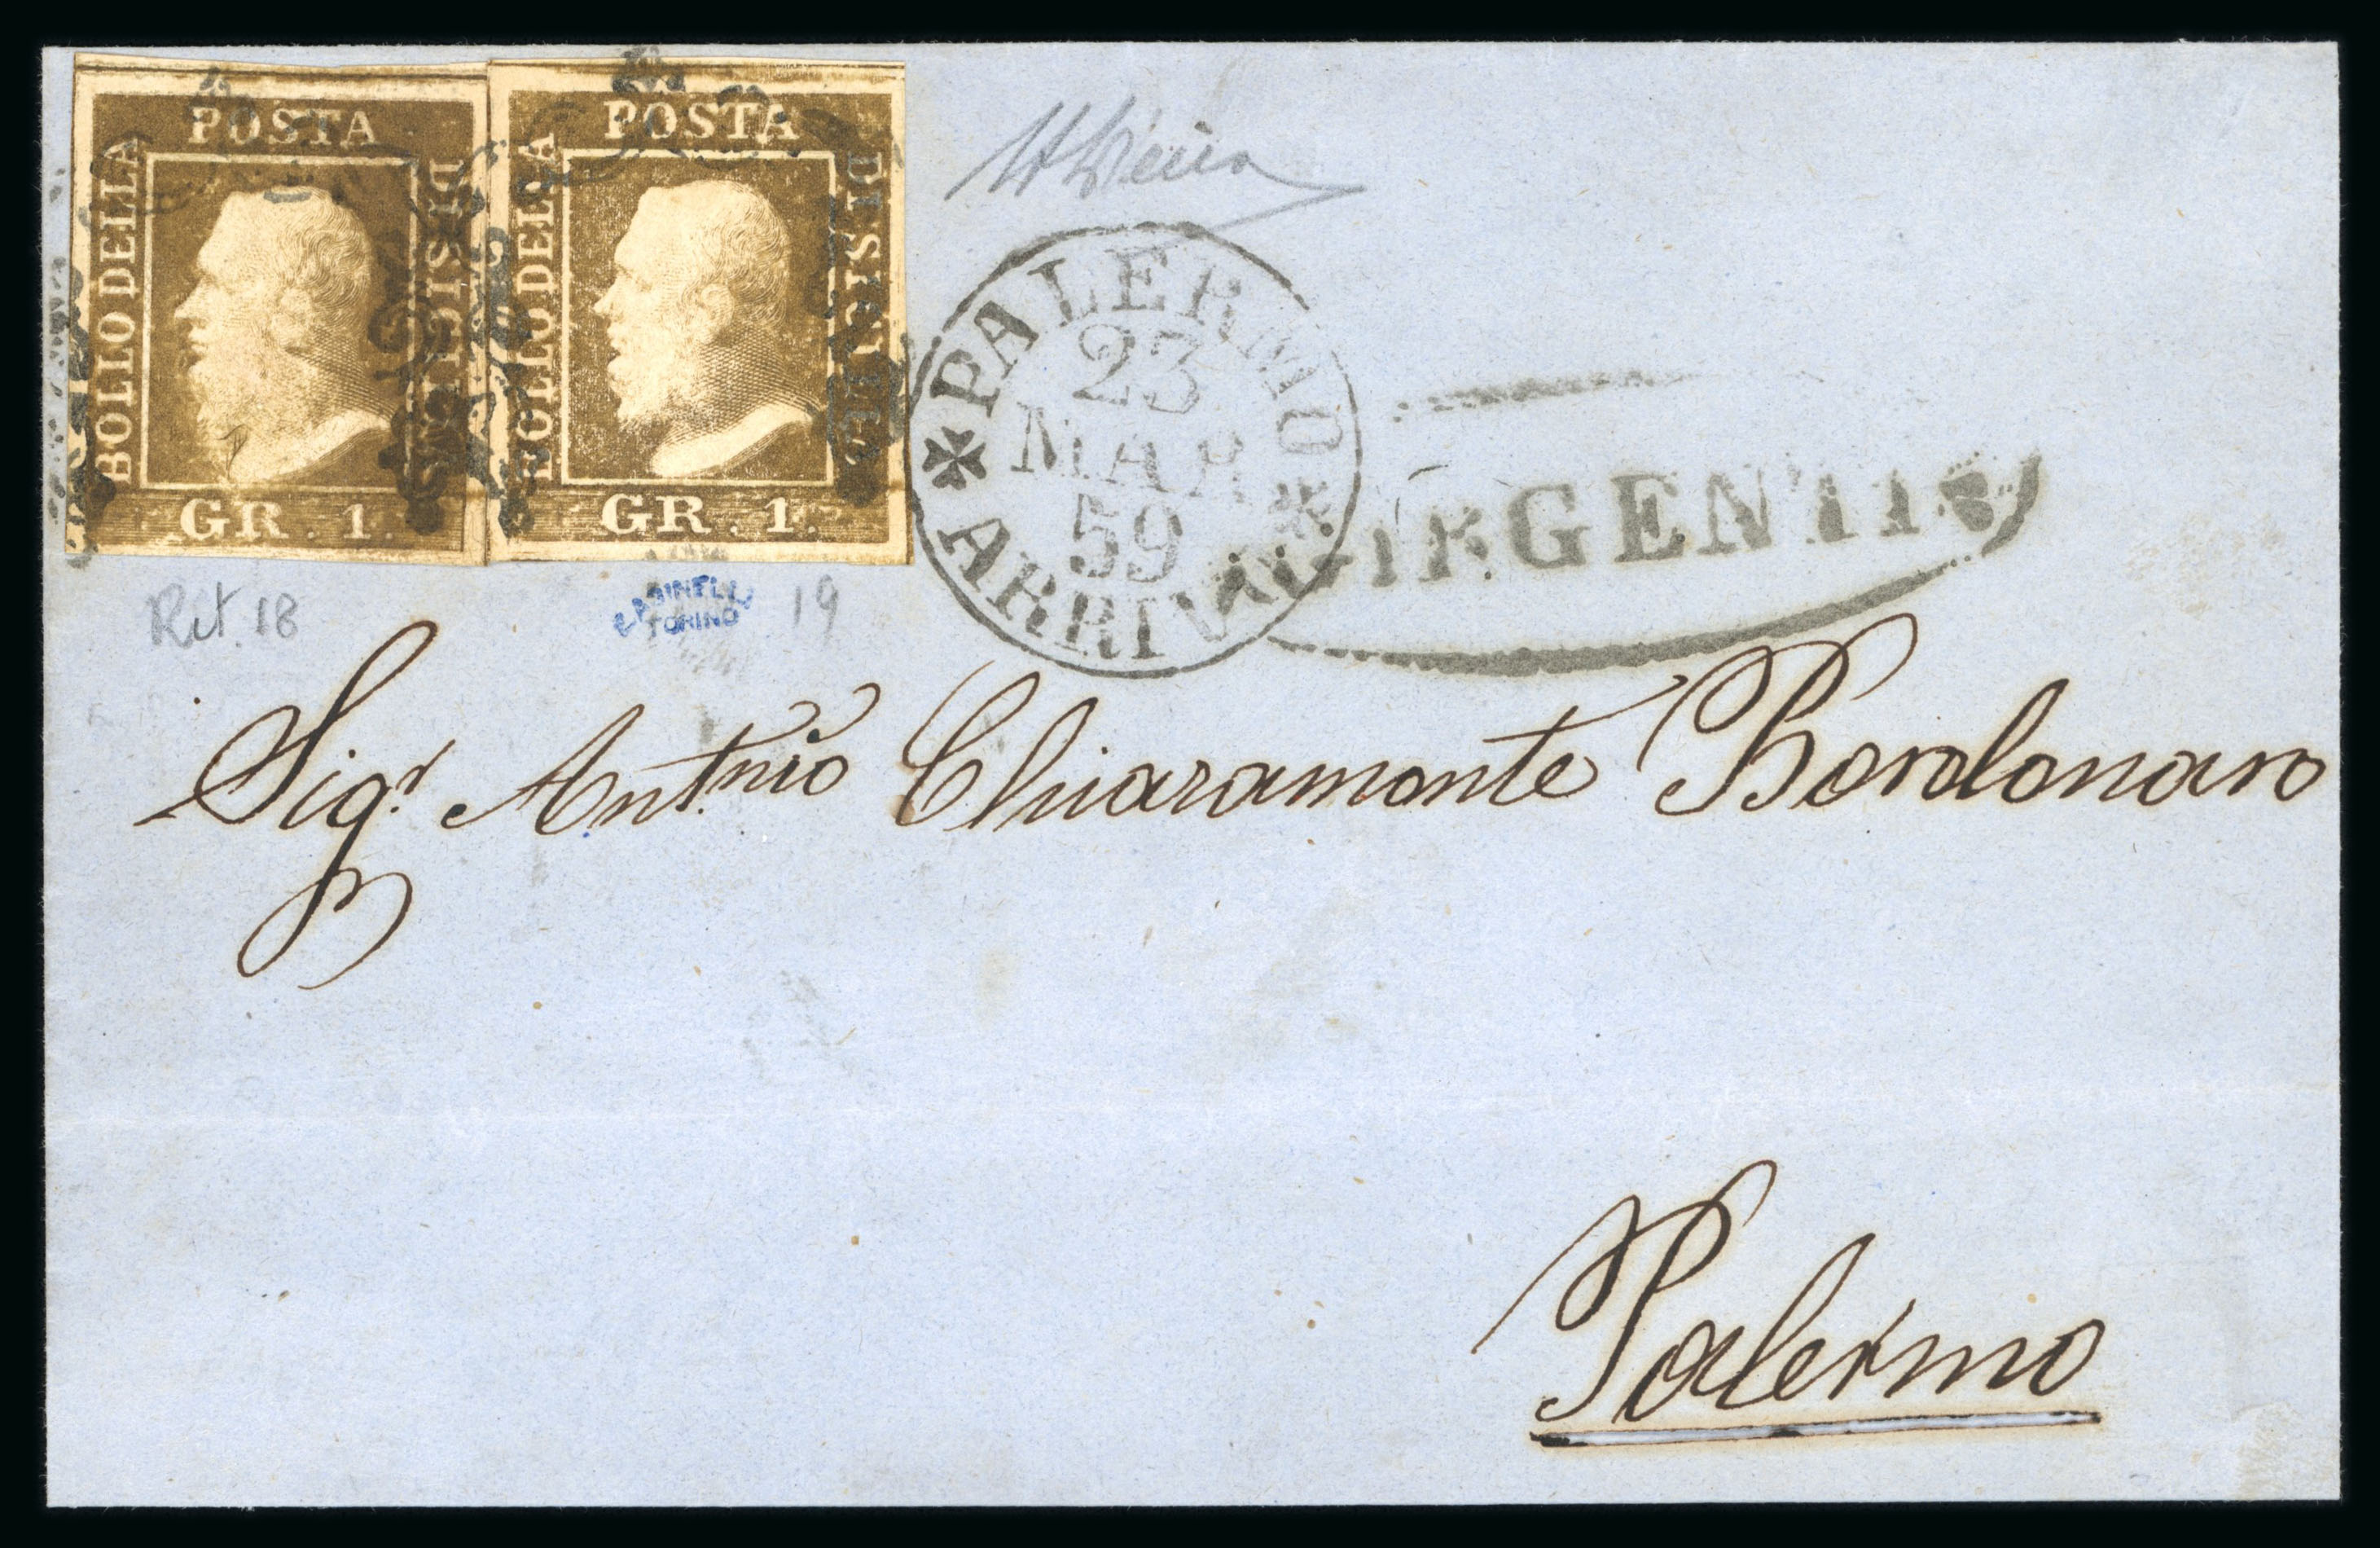 POSTA
BOLLO DELLA
DI SICILIA
GR. 1.
POSTA
BOLLO DELLA
DI SICILIA
GR. 1.
PALERMO
23
MAR
59
ARRIVO
Rit. 18
TORINO
19
Sigr. Antnio Chiaramonte Bordonaro
Palermo